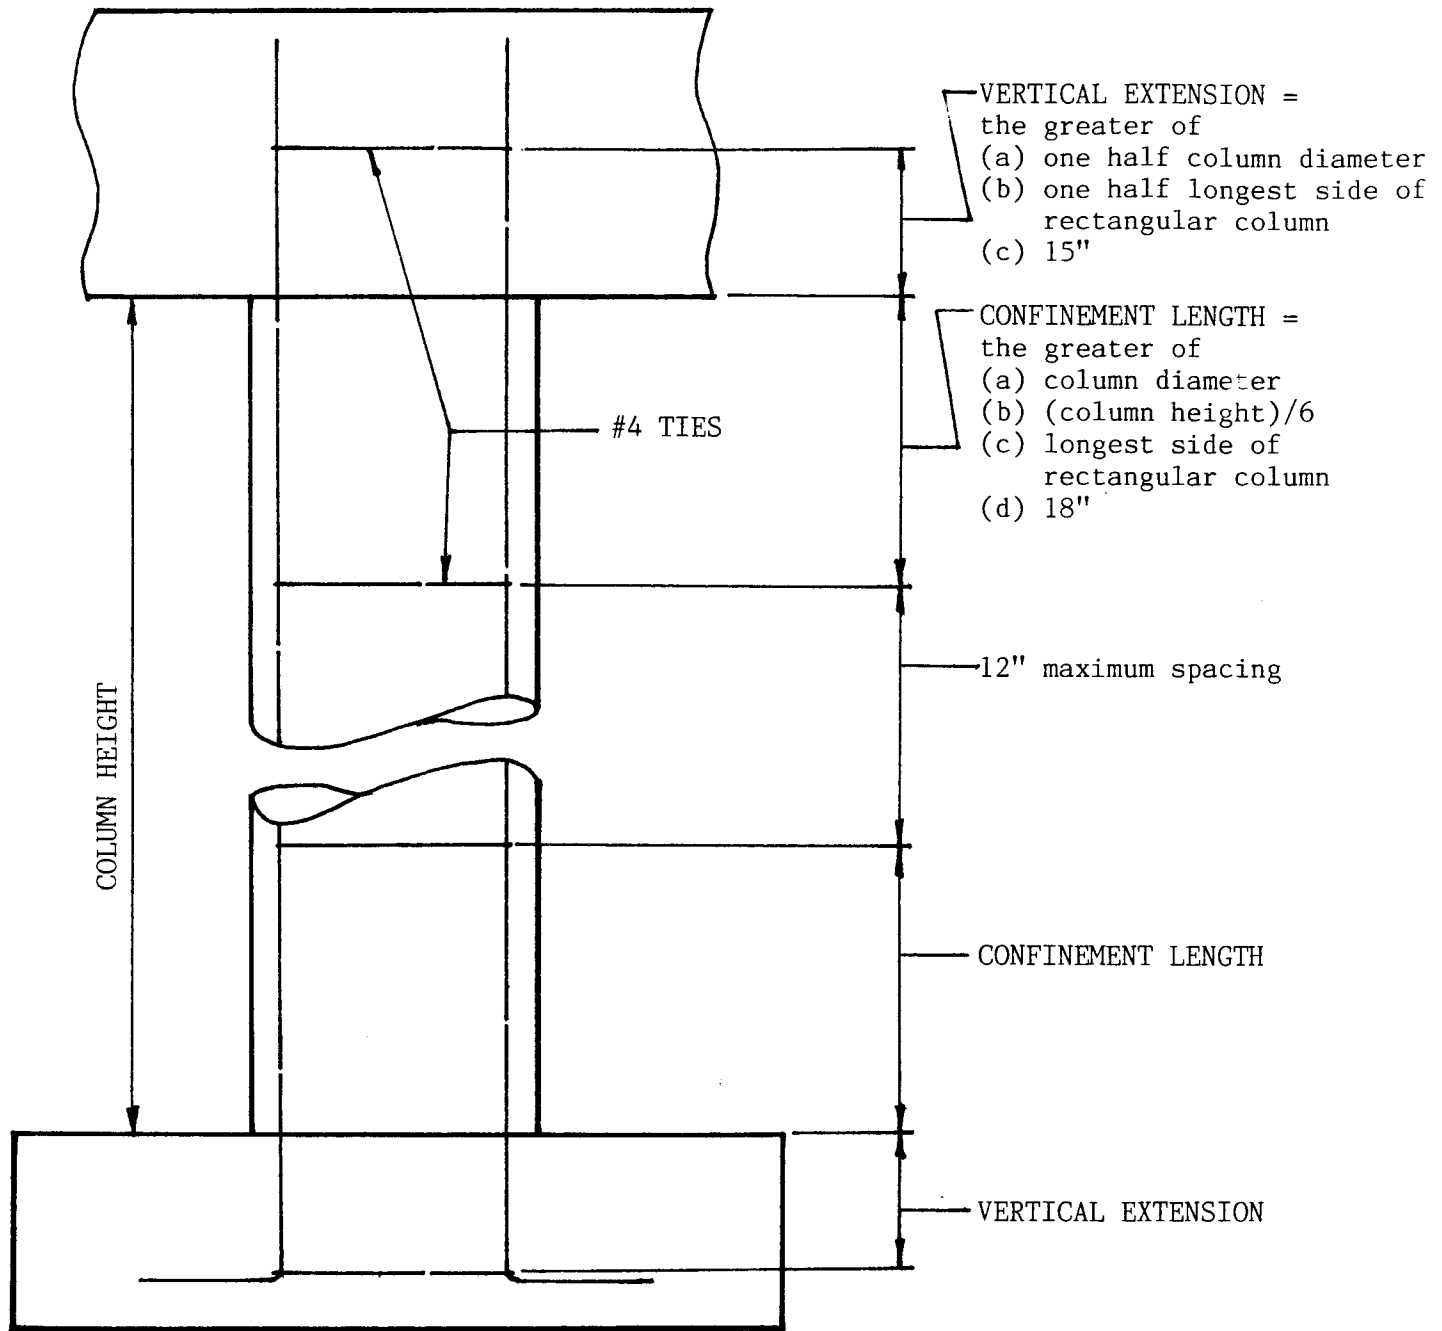 VERTICAL EXTENSION =
the greater of
(a) one half column diameter
(b) one half longest side of
rectangular column
(c) 15"
CONFINEMENT LENGTH =
the greater of
(a) column diameter
(b) (column height)/6
(c) longest side of
rectangular column
(d) 18"
#4 TIES
12" maximum spacing
COLUMN HEIGHT
CONFINEMENT LENGTH
VERTICAL EXTENSION